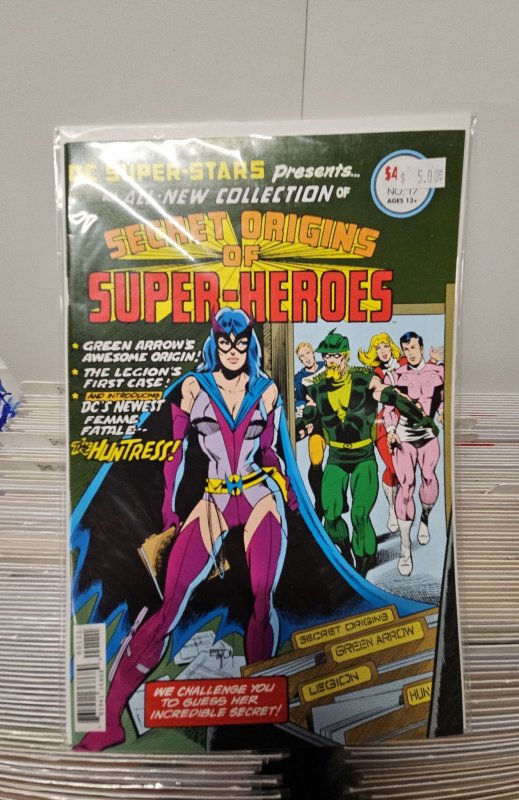 DC SUPER-STARS Presents...
AN ALL-NEW COLLECTION OF
SECRET ORIGINS
OF
SUPER-HEROES
$4
$ 5.00
NO. 17
AGES 13+
GREEN ARROW'S
AWESOME ORIGIN!
THE LEGION'S
FIRST CASE!
AND INTRODUCING
DC'S NEWEST
FEMME
FATALE--
The HUNTRESS!
SECRET ORIGINS
GREEN ARROW
LEGION
HUN
WE CHALLENGE YOU
TO GUESS HER
INCREDIBLE SECRET!